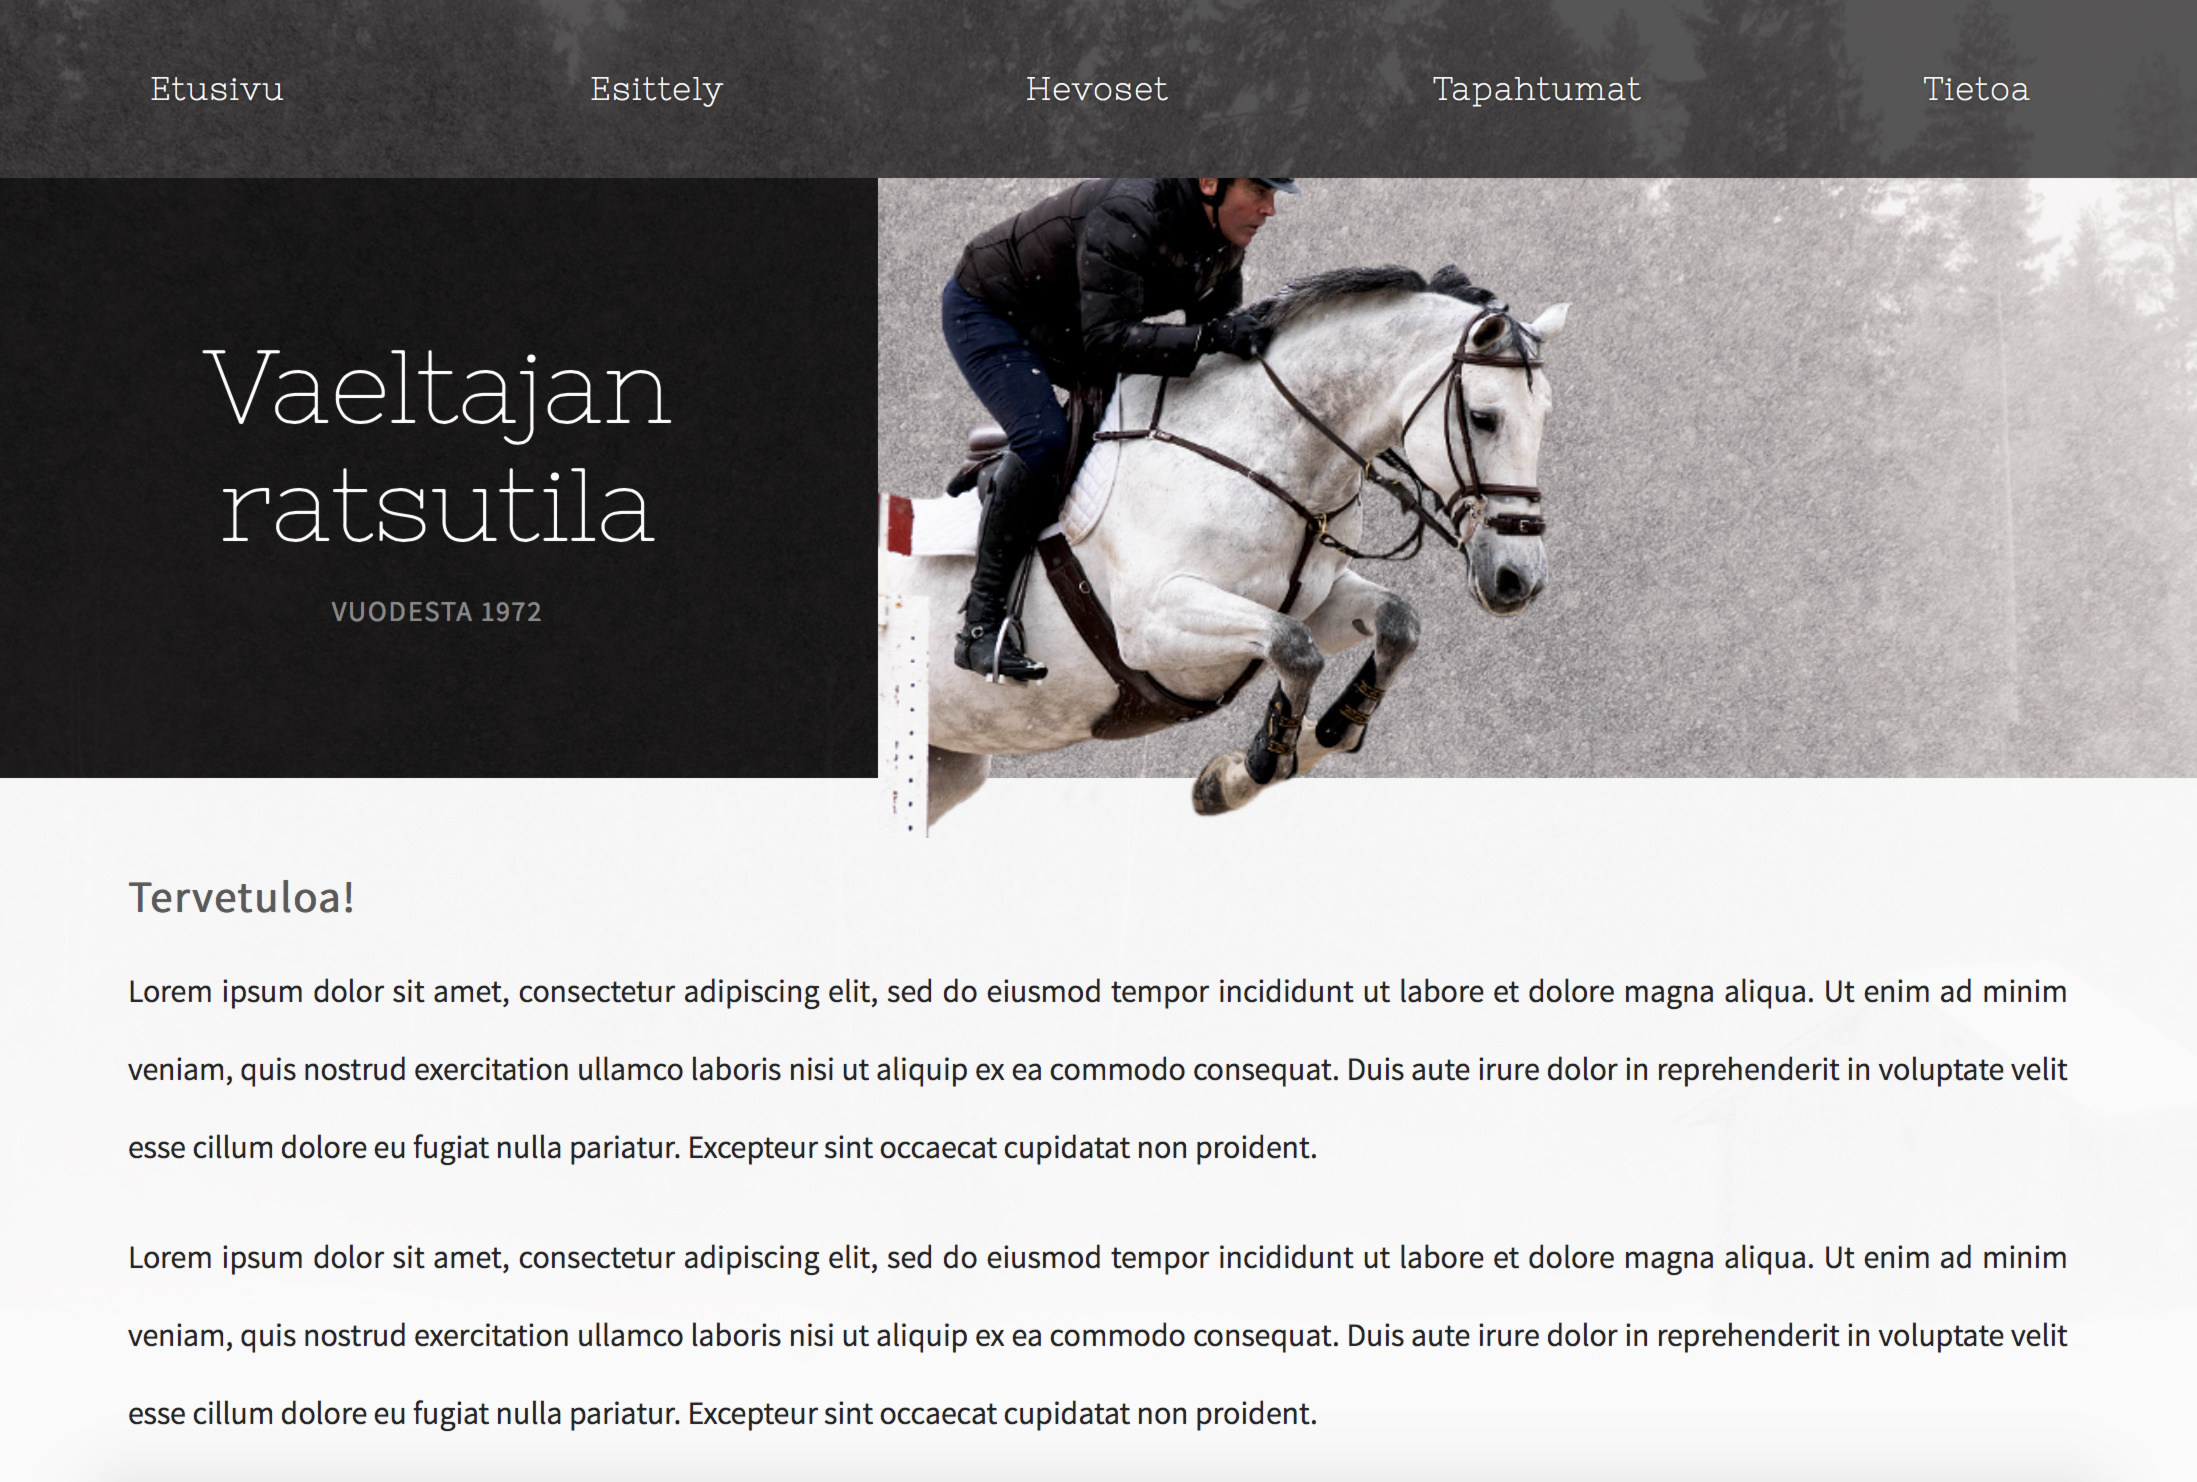 Etusivu Esittely Hevoset Tapahtumat Tietoa
Vaeltajan
ratsutila
VUODESTA 1972
Tervetuloa!
Lorem ipsum dolor sit amet, consectetur adipiscing elit, sed do eiusmod tempor incididunt ut labore et dolore magna aliqua. Ut enim ad minim
veniam, quis nostrud exercitation ullamco laboris nisi ut aliquip ex ea commodo consequat. Duis aute irure dolor in reprehenderit in voluptate velit
esse cillum dolore eu fugiat nulla pariatur. Excepteur sint occaecat cupidatat non proident.
Lorem ipsum dolor sit amet, consectetur adipiscing elit, sed do eiusmod tempor incididunt ut labore et dolore magna aliqua. Ut enim ad minim
veniam, quis nostrud exercitation ullamco laboris nisi ut aliquip ex ea commodo consequat. Duis aute irure dolor in reprehenderit in voluptate velit
esse cillum dolore eu fugiat nulla pariatur. Excepteur sint occaecat cupidatat non proident.